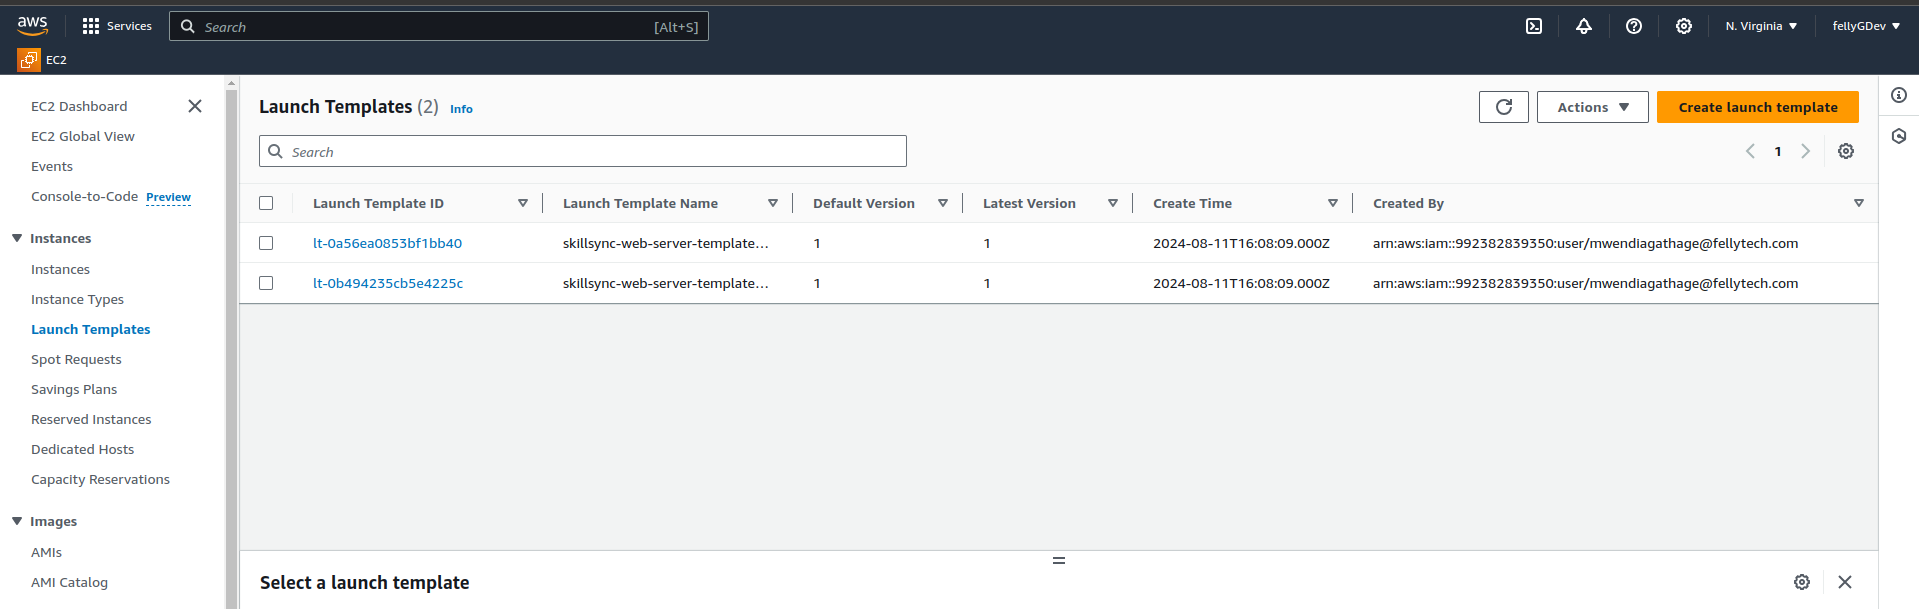 aws Services Search [Alt+S] N. Virginia fellyGDev
EC2
EC2 Dashboard
EC2 Global View
Events
Console-to-Code Preview
Instances
Instances
Instance Types
Launch Templates
Spot Requests
Savings Plans
Reserved Instances
Dedicated Hosts
Capacity Reservations
Images
AMIs
AMI Catalog
Launch Templates (2) Info Actions Create launch template
Search 1
Launch Template ID Launch Template Name Default Version Latest Version Create Time Created By
lt-0a56ea0853bf1bb40 skillsync-web-server-template... 1 1 2024-08-11T16:08:09.000Z arn:aws:iam::992382839350:user/mwendiagathage@fellytech.com
lt-0b494235cb5e4225c skillsync-web-server-template... 1 1 2024-08-11T16:08:09.000Z arn:aws:iam::992382839350:user/mwendiagathage@fellytech.com
Select a launch template